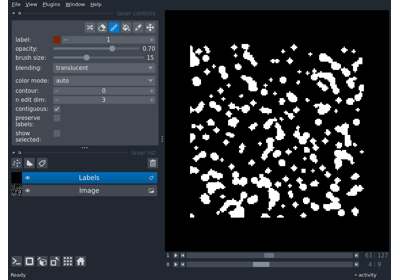 File View Plugins Window Help
layer controls
label: 1
opacity: 0.70
brush size: 15
blending: translucent
color mode: auto
contour: 0
n edit dim: 3
contiguous:
preserve
labels:
show
selected:
layer list
Labels
Image
1 63 127
0 4 9
Ready activity